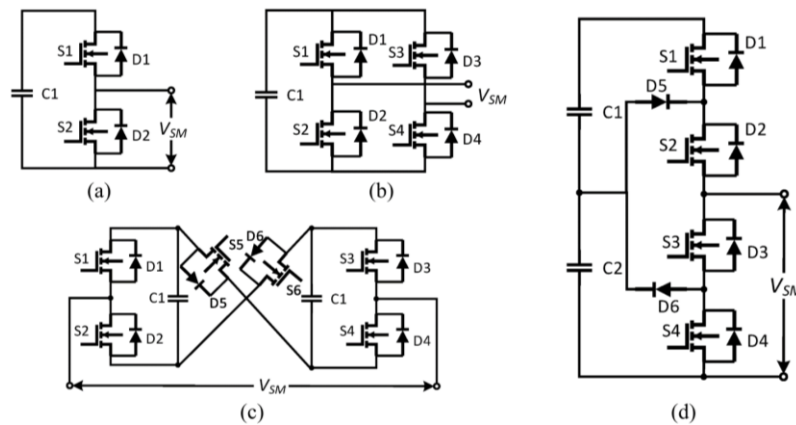 S1
D1
C1
S2
D2
V_SM
(a)
S1
D1
S3
D3
C1
V_SM
S2
D2
S4
D4
(b)
S1
D1
C1
S5
D5
D6
S6
C1
S3
D3
S2
D2
S4
D4
V_SM
(c)
S1
D1
D5
C1
S2
D2
S3
D3
C2
D6
V_SM
S4
D4
(d)